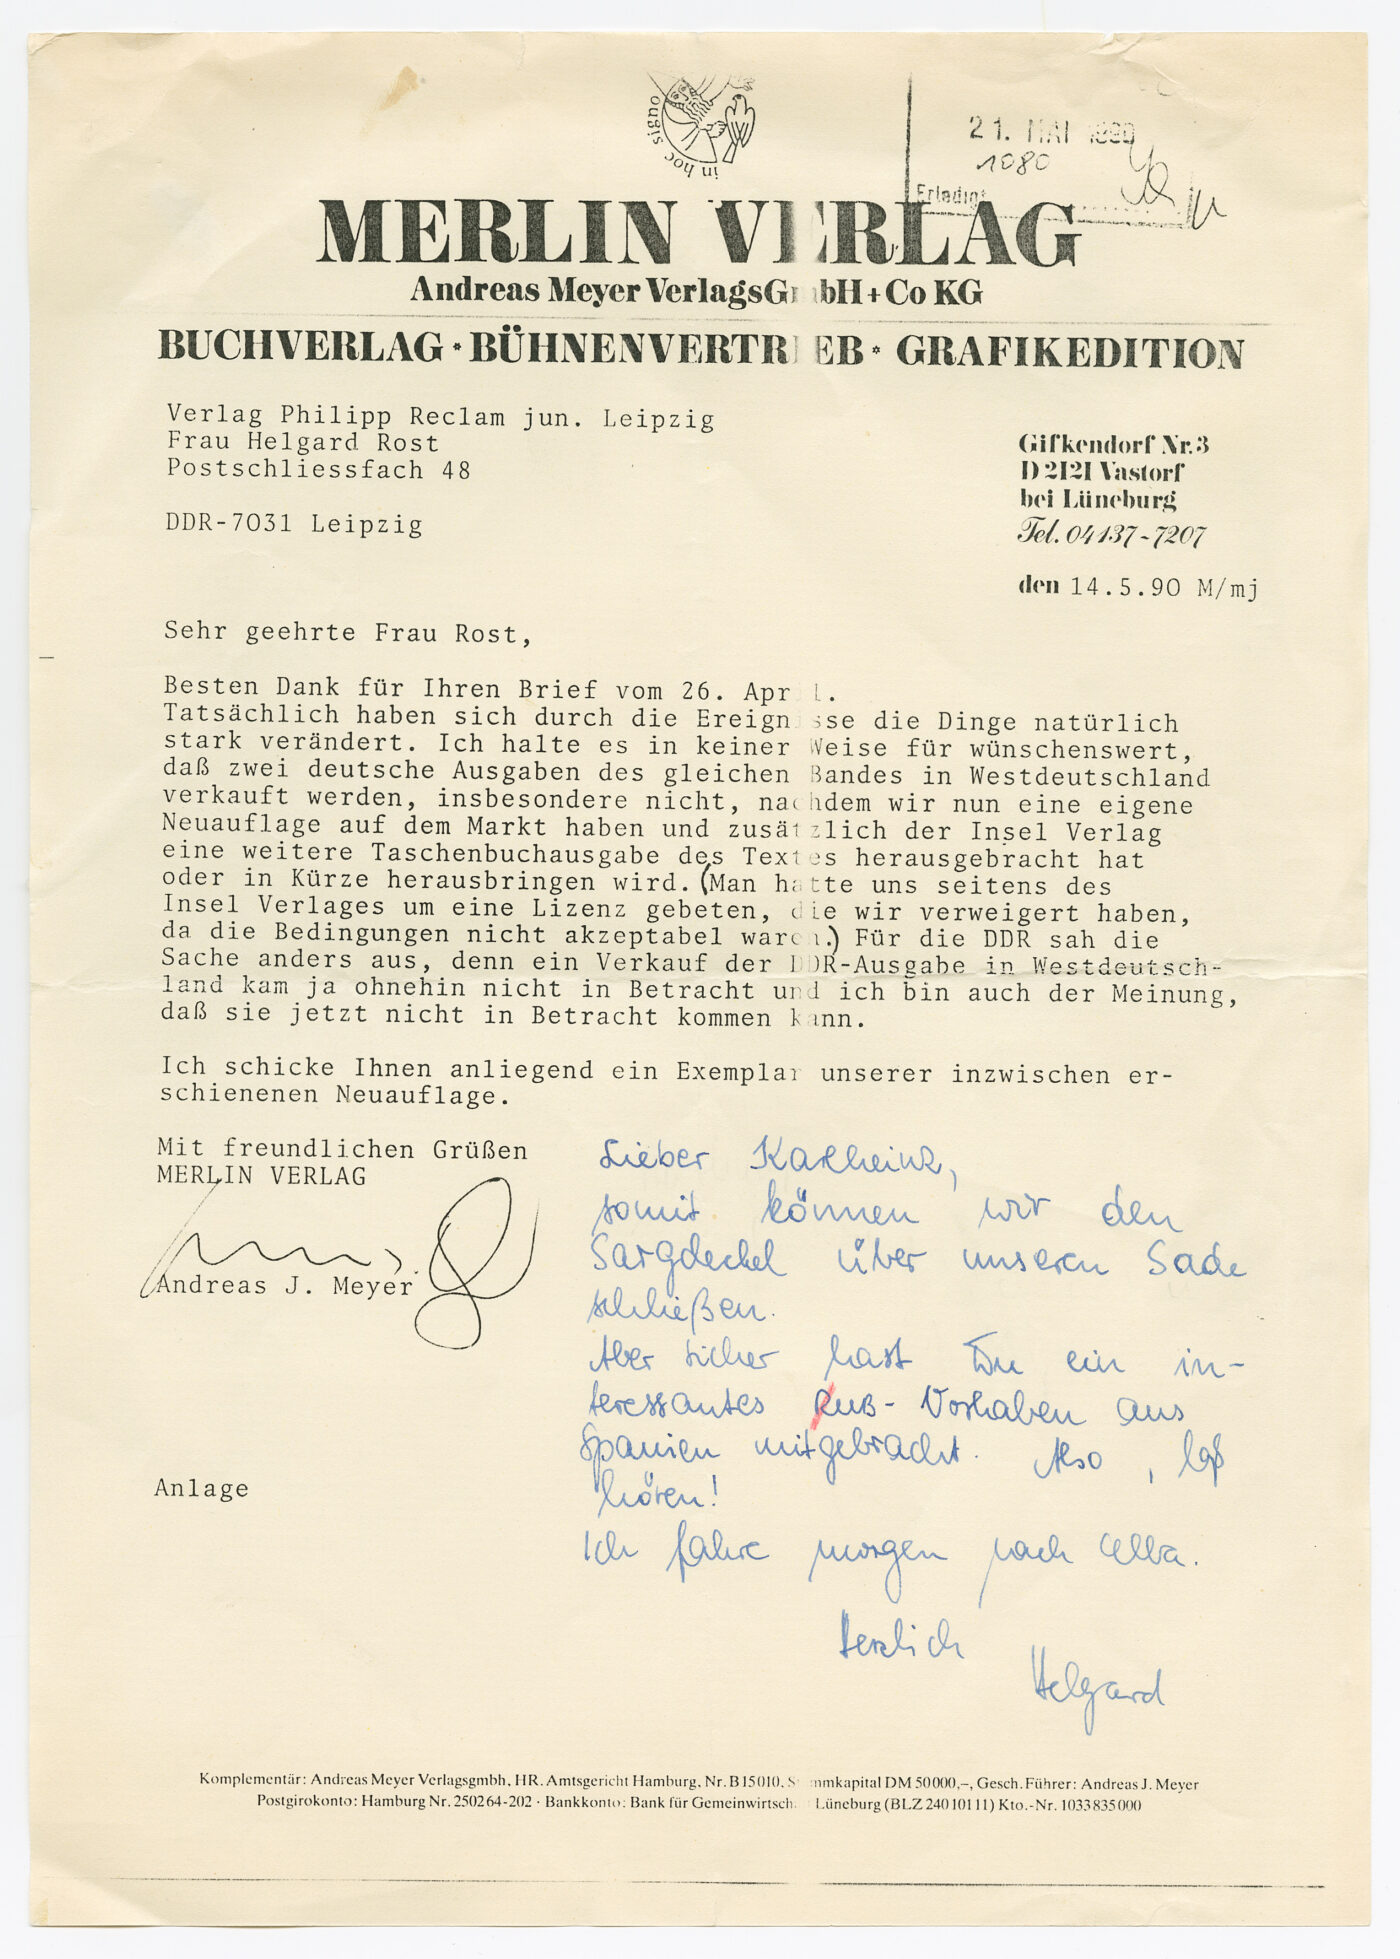 in hoc signo
21. MAI 1990
1080
Erledigt
MERLIN VERLAG
Andreas Meyer VerlagsGmbH + Co KG
BUCHVERLAG * BÜHNENVERTRIEB * GRAFIKEDITION
Verlag Philipp Reclam jun. Leipzig
Frau Helgard Rost
Postschliessfach 48
DDR-7031 Leipzig
Gifkendorf Nr. 3
D 2121 Vastorf
bei Lüneburg
Tel. 04137-7207
den 14.5.90 M/mj
Sehr geehrte Frau Rost,
Besten Dank für Ihren Brief vom 26. April.
Tatsächlich haben sich durch die Ereignisse die Dinge natürlich
stark verändert. Ich halte es in keiner Weise für wünschenswert,
daß zwei deutsche Ausgaben des gleichen Bandes in Westdeutschland
verkauft werden, insbesondere nicht, nachdem wir nun eine eigene
Neuauflage auf dem Markt haben und zusätzlich der Insel Verlag
eine weitere Taschenbuchausgabe des Textes herausgebracht hat
oder in Kürze herausbringen wird. (Man hatte uns seitens des
Insel Verlages um eine Lizenz gebeten, die wir verweigert haben,
da die Bedingungen nicht akzeptabel waren.) Für die DDR sah die
Sache anders aus, denn ein Verkauf der DDR-Ausgabe in Westdeutsch-
land kam ja ohnehin nicht in Betracht und ich bin auch der Meinung,
daß sie jetzt nicht in Betracht kommen kann.
Ich schicke Ihnen anliegend ein Exemplar unserer inzwischen er-
schienenen Neuauflage.
Mit freundlichen Grüßen
MERLIN VERLAG
Andreas J. Meyer
Lieber Karlheinz,
somit können wir den
Sargdeckel über unseren Sade
schließen.
Aber sicher hast Du ein in-
teressantes RUB-Vorhaben aus
Spanien mitgebracht. Also, laß
hören!
Ich fahre morgen nach Elba.
Herzlich
Helgard
Anlage
Komplementär: Andreas Meyer Verlagsgmbh, HR. Amtsgericht Hamburg, Nr. B15010, Stammkapital DM 50000,–, Gesch. Führer: Andreas J. Meyer
Postgirokonto: Hamburg Nr. 250264-202 · Bankkonto: Bank für Gemeinwirtsch. Lüneburg (BLZ 240 101 11) Kto.-Nr. 1033835000